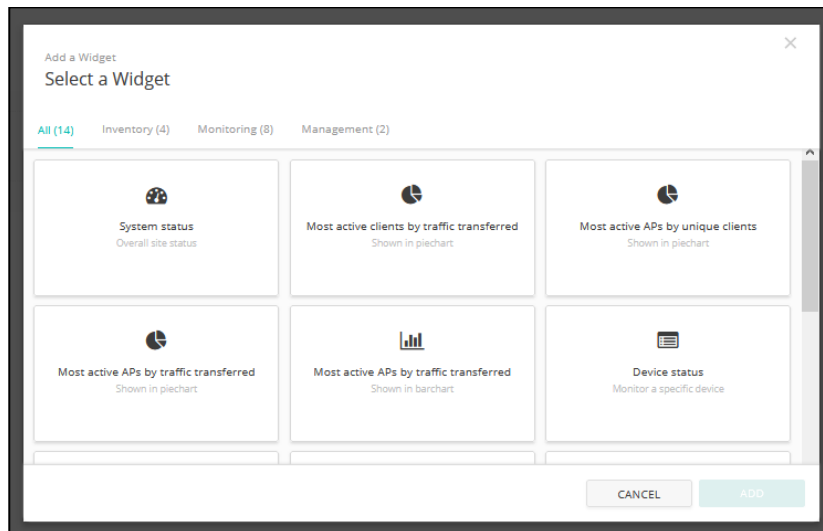 Add a Widget
Select a Widget
All (14)
Inventory (4)
Monitoring (8)
Management (2)
System status
Overall site status
Most active clients by traffic transferred
Shown in piechart
Most active APs by unique clients
Shown in piechart
Most active APs by traffic transferred
Shown in piechart
Most active APs by traffic transferred
Shown in barchart
Device status
Monitor a specific device
CANCEL
ADD